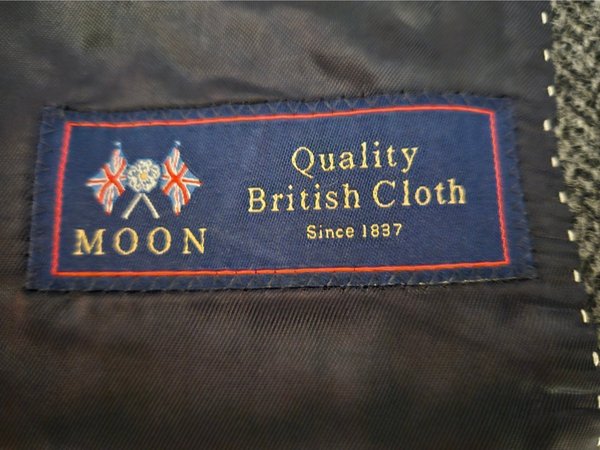 MOON
Quality
British Cloth
Since 1837